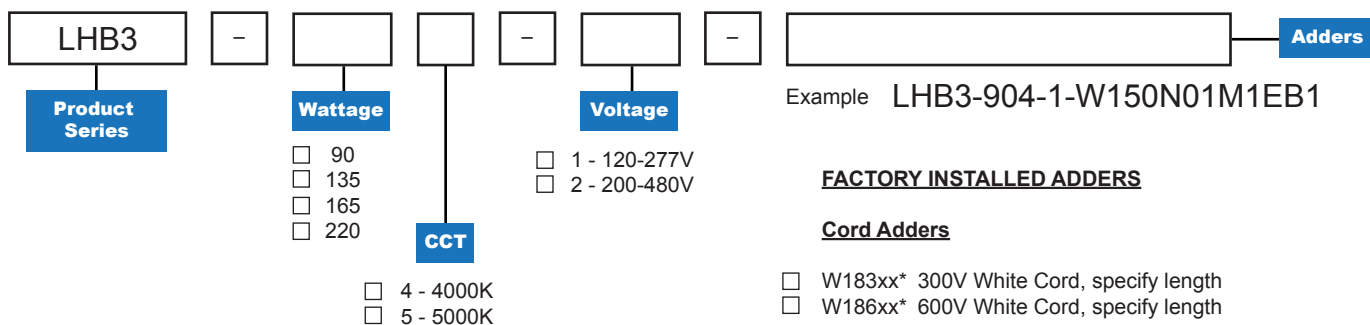 LHB3 - - - Adders
Product Series
Wattage
Voltage
Example LHB3-904-1-W150N01M1EB1
90
135
165
220
1 - 120-277V
2 - 200-480V
CCT
4 - 4000K
5 - 5000K
FACTORY INSTALLED ADDERS
Cord Adders
W183xx* 300V White Cord, specify length
W186xx* 600V White Cord, specify length